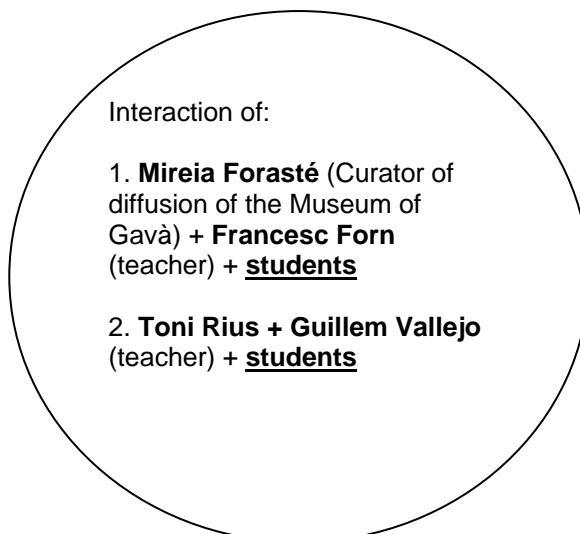 Interaction of:
1. Mireia Forasté (Curator of
diffusion of the Museum of
Gavà) + Francesc Forn
(teacher) + students
2. Toni Rius + Guillem Vallejo
(teacher) + students